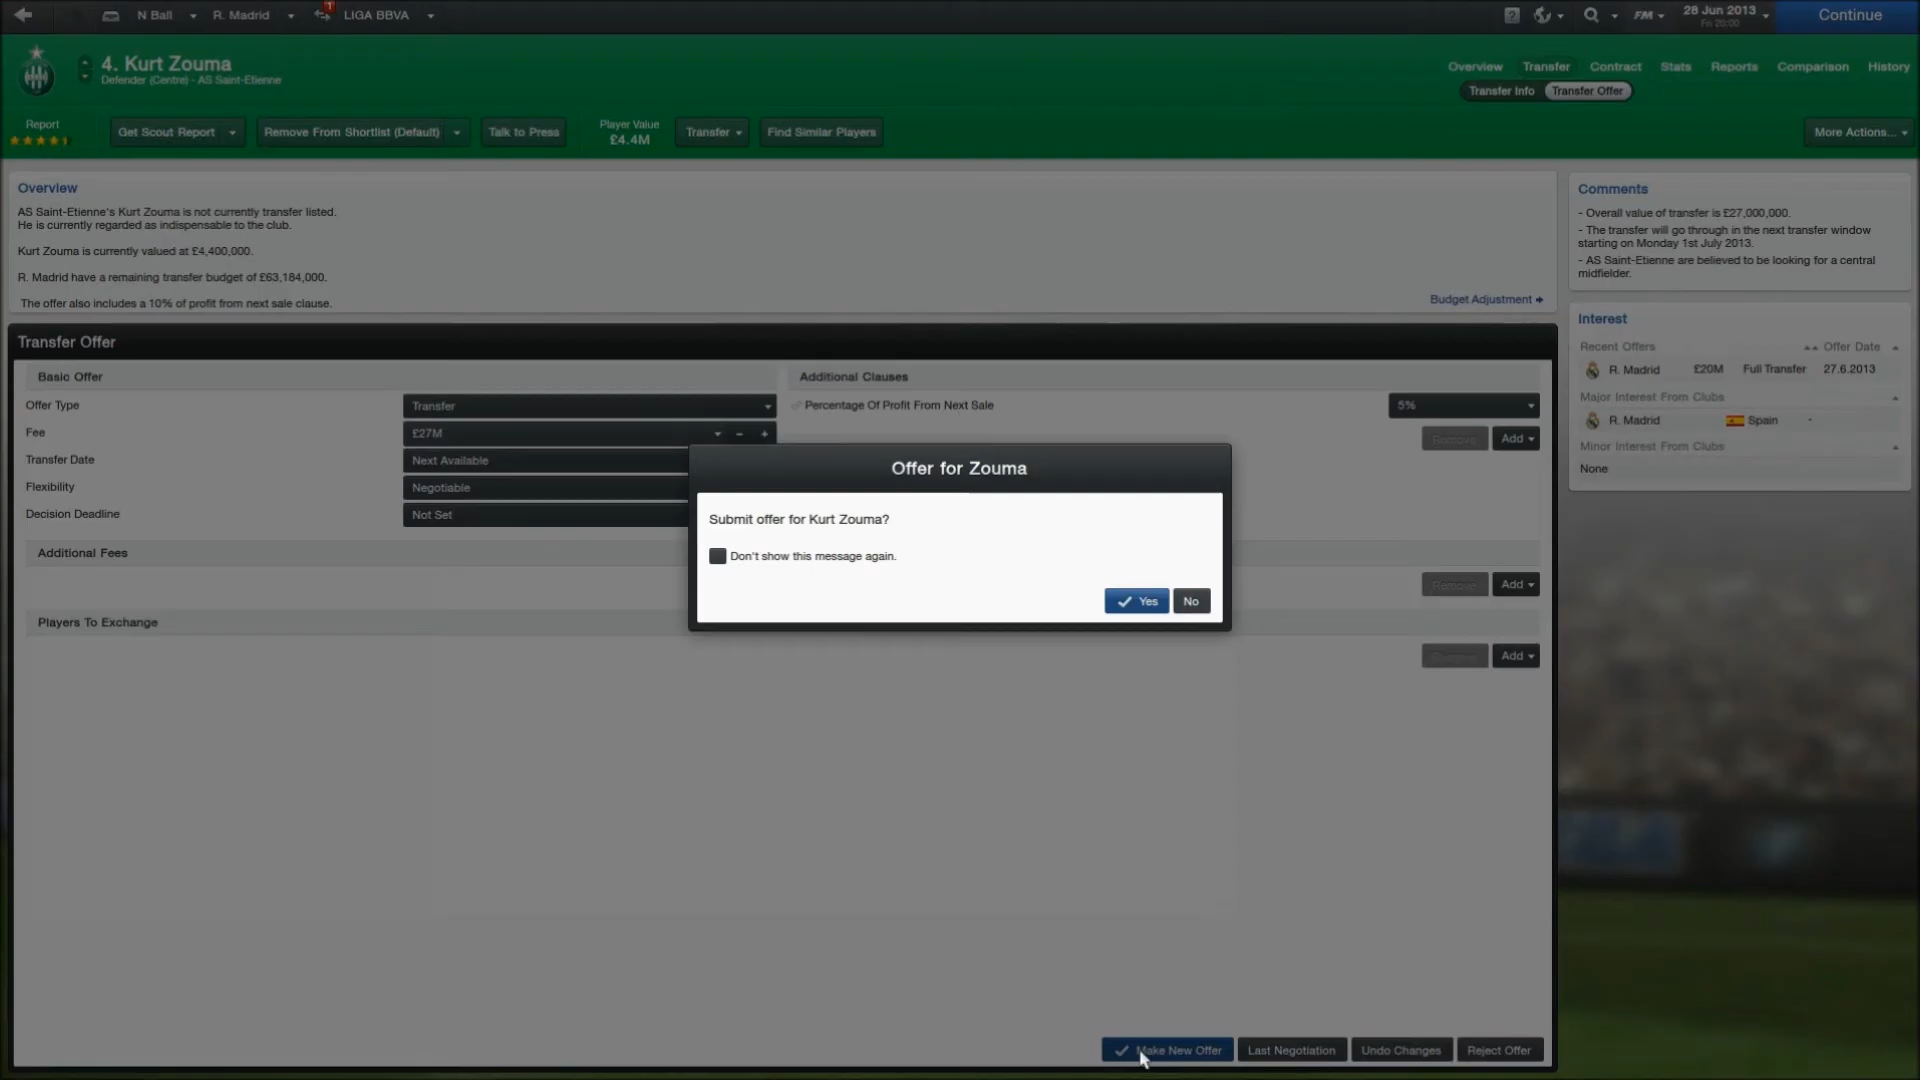 N Ball
R. Madrid
1
LIGA BBVA
FM
28 Jun 2013
Fri 20:00
Continue
4. Kurt Zouma
Defender (Centre) - AS Saint-Etienne
Overview
Transfer
Contract
Stats
Reports
Comparison
History
Transfer Info
Transfer Offer
Report
Get Scout Report
Remove From Shortlist (Default)
Talk to Press
Player Value
£4.4M
Transfer
Find Similar Players
More Actions...
Overview
AS Saint-Etienne's Kurt Zouma is not currently transfer listed.
He is currently regarded as indispensable to the club.
Kurt Zouma is currently valued at £4,400,000.
R. Madrid have a remaining transfer budget of £63,184,000.
The offer also includes a 10% of profit from next sale clause.
Budget Adjustment
Comments
- Overall value of transfer is £27,000,000.
- The transfer will go through in the next transfer window
starting on Monday 1st July 2013.
- AS Saint-Etienne are believed to be looking for a central
midfielder.
Interest
Recent Offers
Offer Date
R. Madrid £20M Full Transfer 27.6.2013
Major Interest From Clubs
R. Madrid Spain -
Minor Interest From Clubs
None
Transfer Offer
Basic Offer
Offer Type Transfer
Fee £27M - +
Transfer Date Next Available
Flexibility Negotiable
Decision Deadline Not Set
Additional Clauses
Percentage Of Profit From Next Sale 5%
Remove Add
Additional Fees
Remove Add
Players To Exchange
Add
Offer for Zouma
Submit offer for Kurt Zouma?
Don't show this message again.
Yes No
Make New Offer Last Negotiation Undo Changes Reject Offer